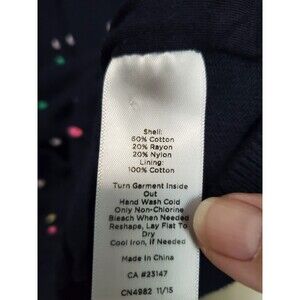 Shell:
60% Cotton
20% Rayon
20% Nylon
Lining:
100% Cotton
Turn Garment Inside
Out
Hand Wash Cold
Only Non-Chlorine
Bleach When Needed
Reshape, Lay Flat To
Dry
Cool Iron, If Needed
Made In China
CA #23147
CN4982 11/15